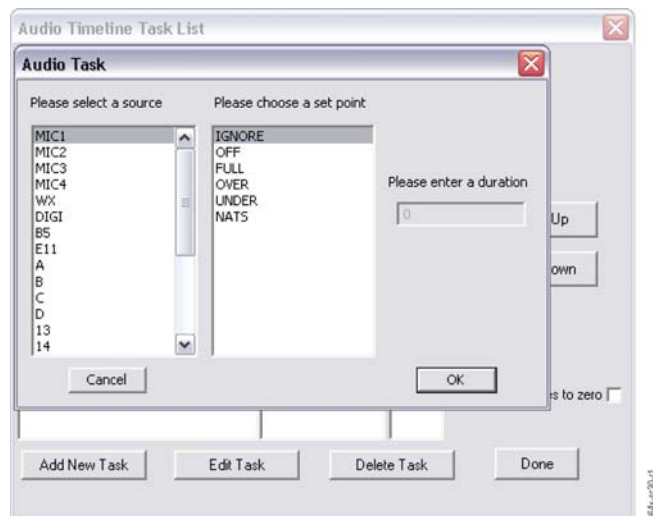 Audio Timeline Task List
Audio Task
Please select a source
Please choose a set point
MIC1
MIC2
MIC3
MIC4
WX
DIGI
B5
E11
A
B
C
D
13
14
IGNORE
OFF
FULL
OVER
UNDER
NATS
Please enter a duration
0
Up
own
Cancel
OK
es to zero
Add New Task
Edit Task
Delete Task
Done